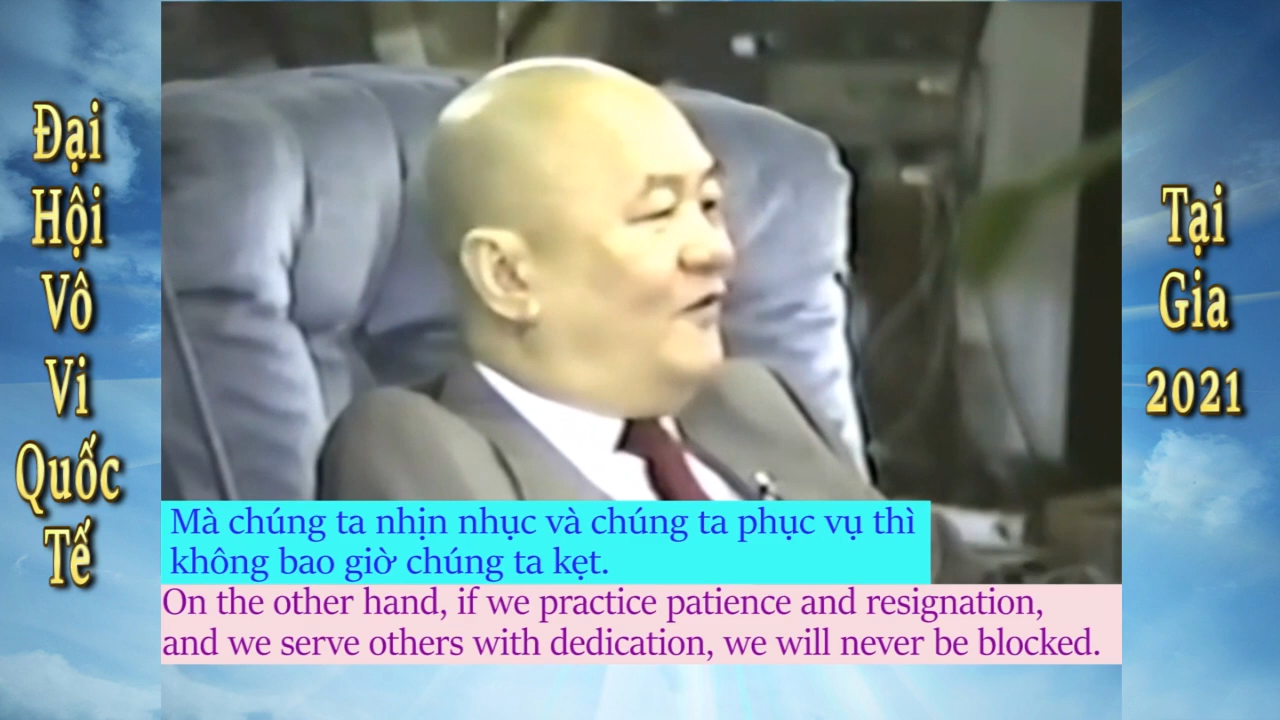 Đại
Hội
Vô
Vi
Quốc
Tế
Tại
Gia
2021
Mà chúng ta nhịn nhục và chúng ta phục vụ thì
không bao giờ chúng ta kẹt.
On the other hand, if we practice patience and resignation,
and we serve others with dedication, we will never be blocked.